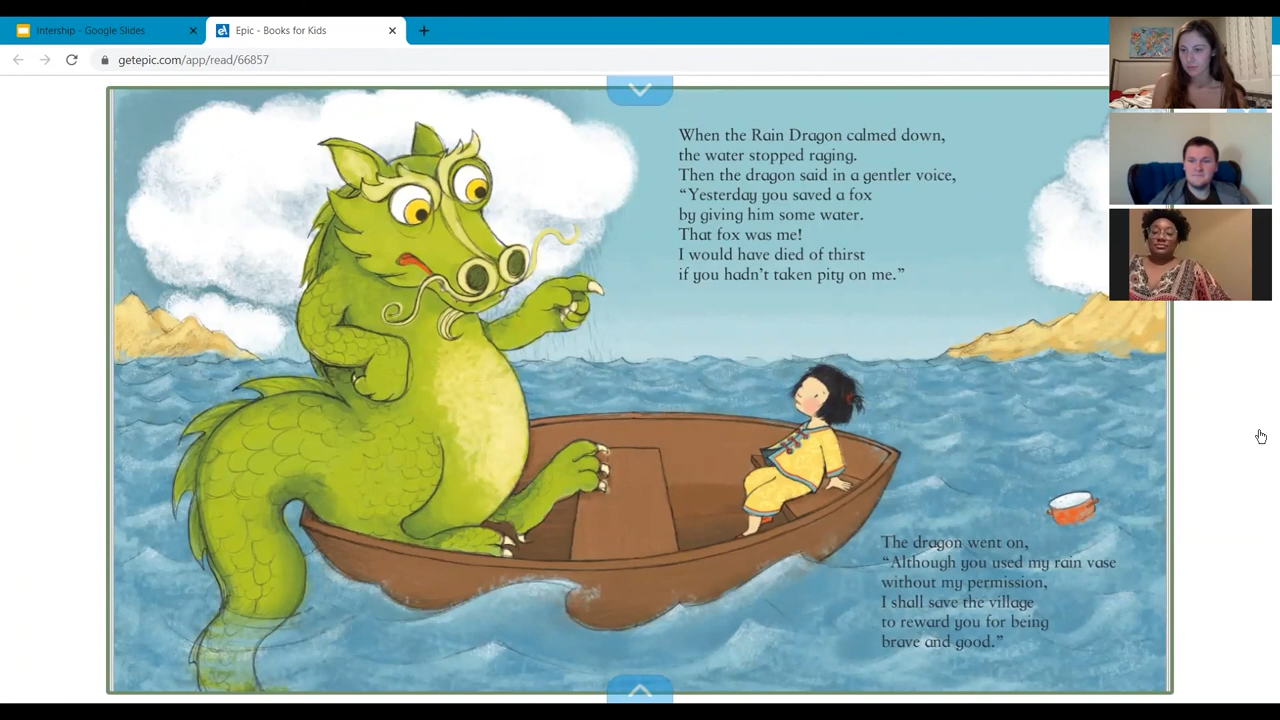 Intership - Google Slides
Epic - Books for Kids
getepic.com/app/read/66857
When the Rain Dragon calmed down,
the water stopped raging.
Then the dragon said in a gentler voice,
“Yesterday you saved a fox
by giving him some water.
That fox was me!
I would have died of thirst
if you hadn’t taken pity on me.”
The dragon went on,
“Although you used my rain vase
without my permission,
I shall save the village
to reward you for being
brave and good.”